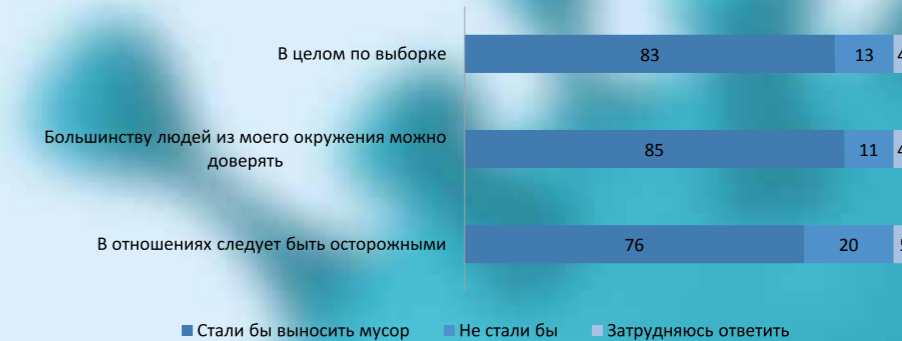 В целом по выборке
83 13 4
Большинству людей из моего окружения можно
доверять
85 11 4
В отношениях следует быть осторожными
76 20 5
Стали бы выносить мусор Не стали бы Затрудняюсь ответить